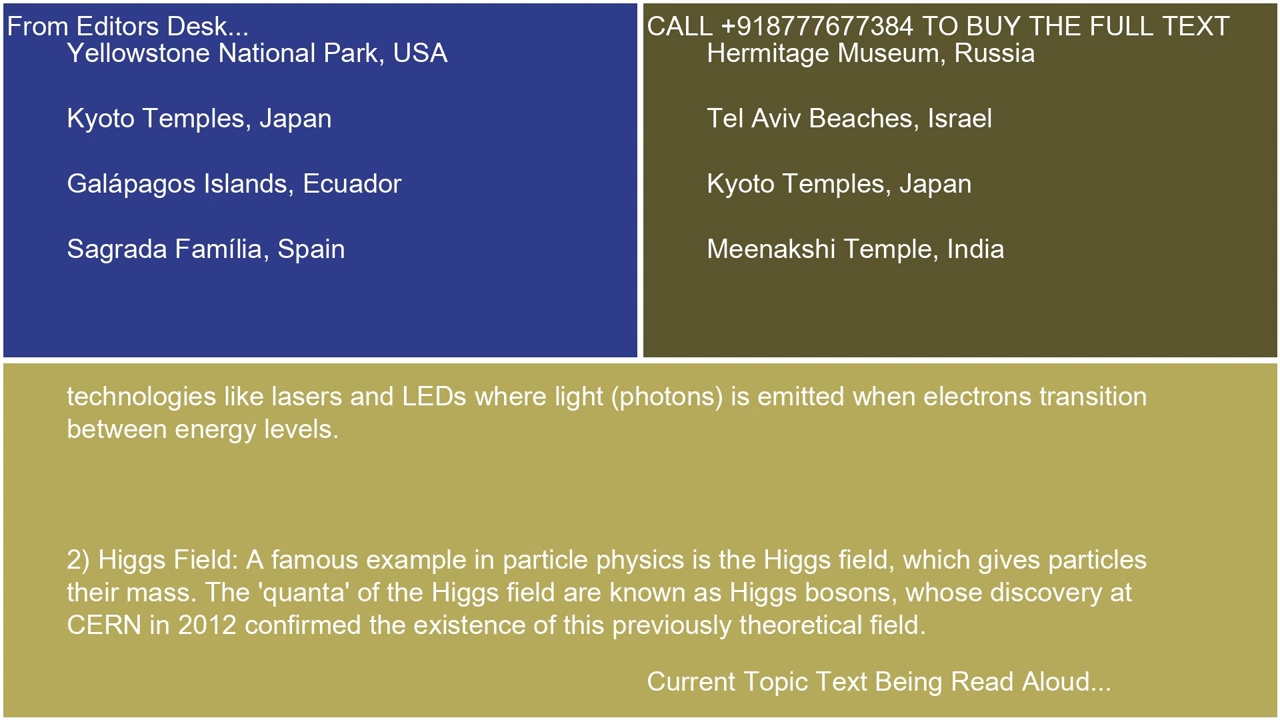 From Editors Desk...
Yellowstone National Park, USA
Kyoto Temples, Japan
Galápagos Islands, Ecuador
Sagrada Família, Spain
CALL +918777677384 TO BUY THE FULL TEXT
Hermitage Museum, Russia
Tel Aviv Beaches, Israel
Kyoto Temples, Japan
Meenakshi Temple, India
technologies like lasers and LEDs where light (photons) is emitted when electrons transition
between energy levels.
2) Higgs Field: A famous example in particle physics is the Higgs field, which gives particles
their mass. The 'quanta' of the Higgs field are known as Higgs bosons, whose discovery at
CERN in 2012 confirmed the existence of this previously theoretical field.
Current Topic Text Being Read Aloud...